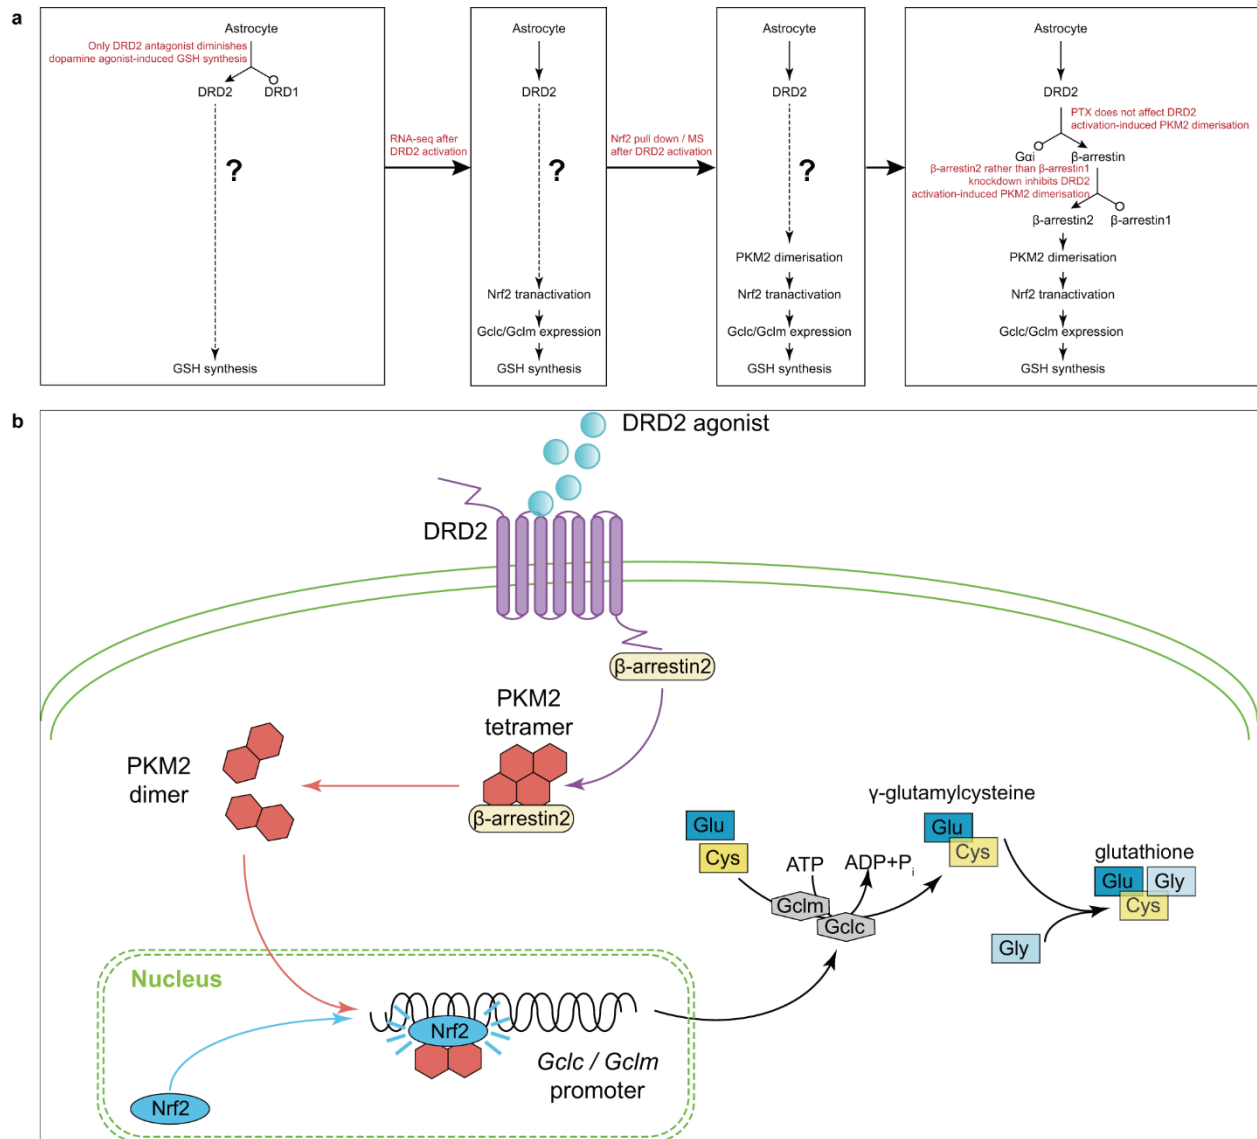 a
Astrocyte
Only DRD2 antagonist diminishes
dopamine agonist-induced GSH synthesis
DRD2
DRD1
?
GSH synthesis
RNA-seq after
DRD2 activation
Astrocyte
DRD2
?
Nrf2 tranactivation
Gclc/Gclm expression
GSH synthesis
Nrf2 pull down / MS
after DRD2 activation
Astrocyte
DRD2
?
PKM2 dimerisation
Nrf2 tranactivation
Gclc/Gclm expression
GSH synthesis
Astrocyte
DRD2
PTX does not affect DRD2
activation-induced PKM2 dimerisation
Gαi
β-arrestin
β-arrestin2 rather than β-arrestin1
knockdown inhibits DRD2
activation-induced PKM2 dimerisation
β-arrestin2
β-arrestin1
PKM2 dimerisation
Nrf2 tranactivation
Gclc/Gclm expression
GSH synthesis
b
DRD2 agonist
DRD2
β-arrestin2
PKM2
tetramer
β-arrestin2
PKM2
dimer
Glu
Cys
ATP
ADP+Pi
Gclm
Gclc
γ-glutamylcysteine
Glu
Cys
Gly
glutathione
Glu
Gly
Cys
Nucleus
Nrf2
Nrf2
Gclc / Gclm
promoter